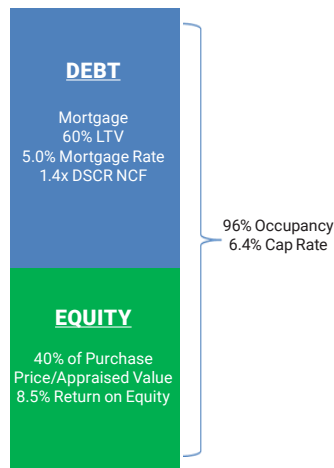 DEBT
Mortgage
60% LTV
5.0% Mortgage Rate
1.4x DSCR NCF
96% Occupancy
6.4% Cap Rate
EQUITY
40% of Purchase
Price/Appraised Value
8.5% Return on Equity